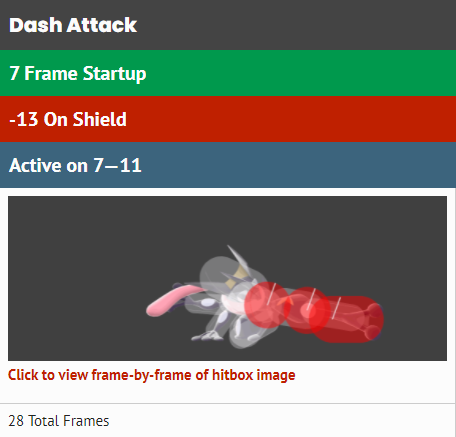 Dash Attack
7 Frame Startup
-13 On Shield
Active on 7—11
Click to view frame-by-frame of hitbox image
28 Total Frames